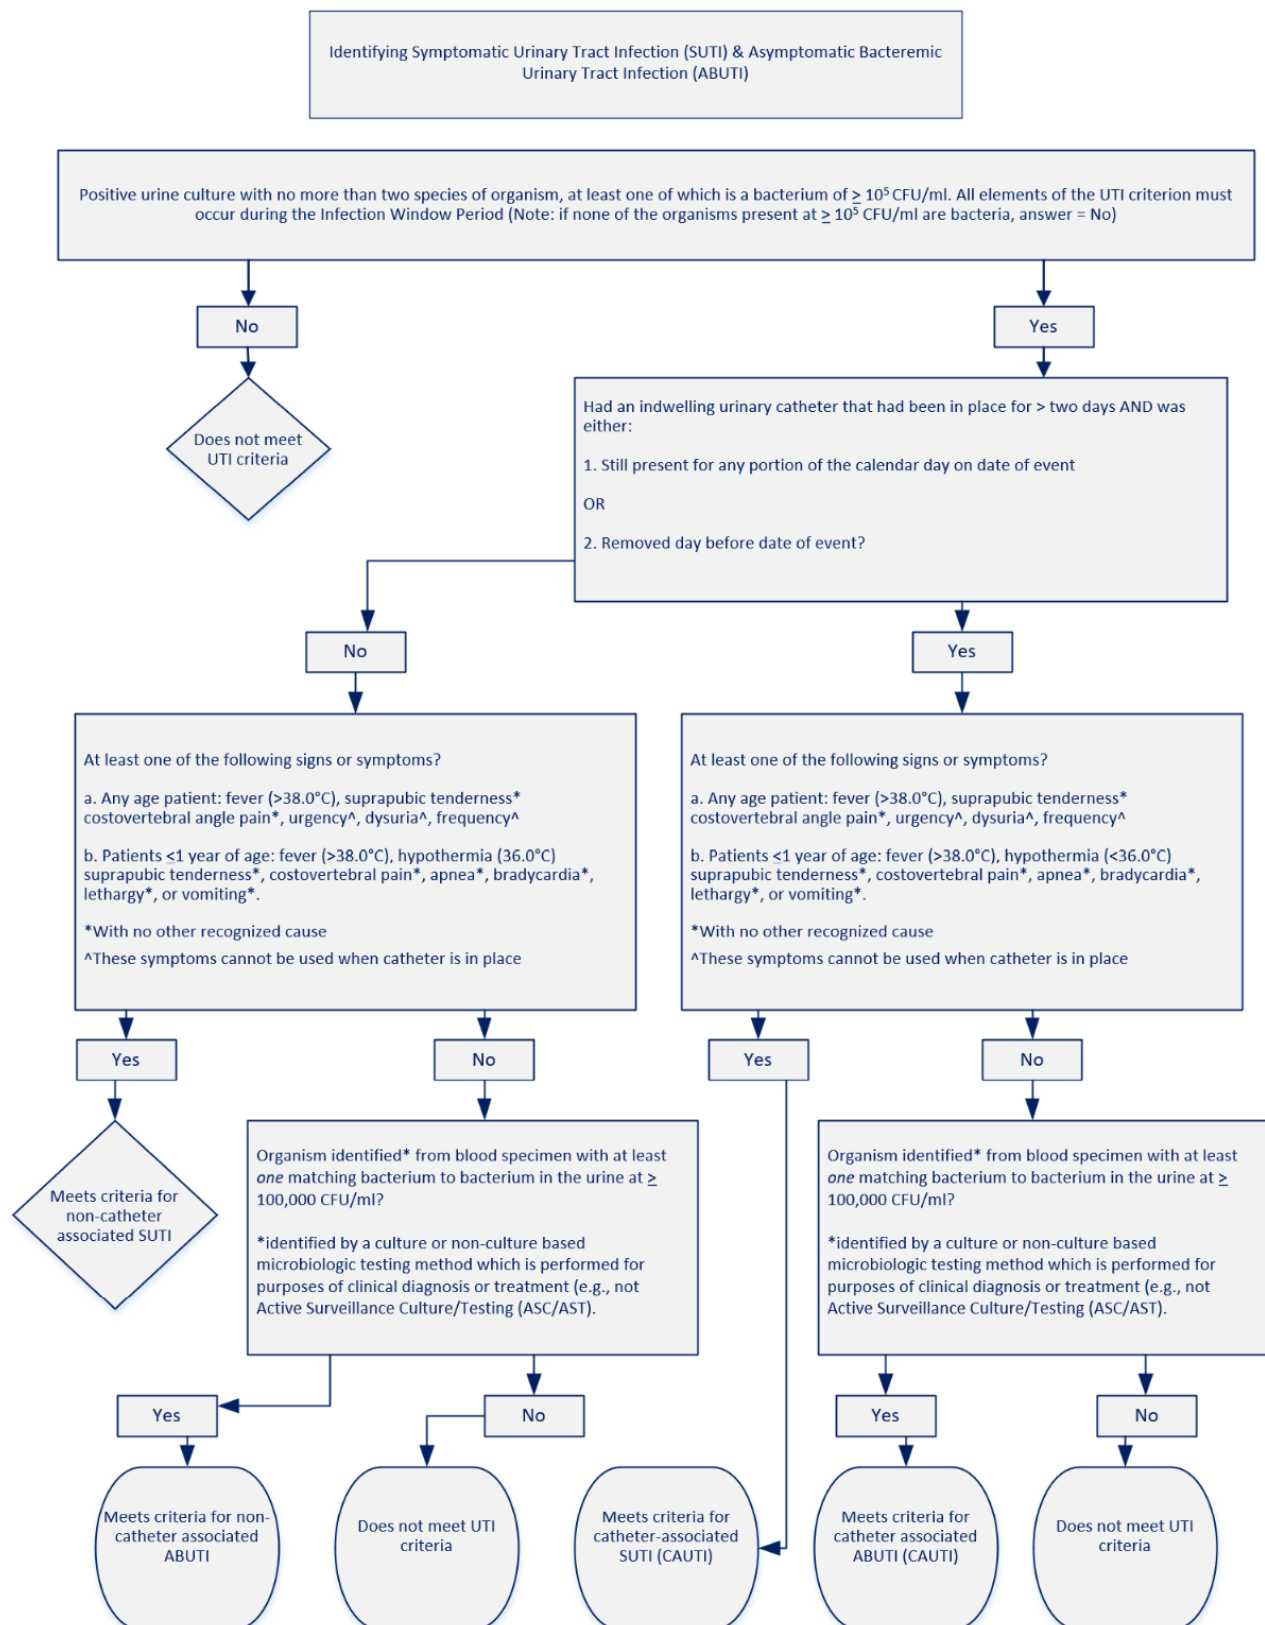 Identifying Symptomatic Urinary Tract Infection (SUTI) & Asymptomatic Bacteremic
Urinary Tract Infection (ABUTI)
Positive urine culture with no more than two species of organism, at least one of which is a bacterium of ≥ 10⁵ CFU/ml. All elements of the UTI criterion must
occur during the Infection Window Period (Note: if none of the organisms present at ≥ 10⁵ CFU/ml are bacteria, answer = No)
No
Yes
Does not meet
UTI criteria
Had an indwelling urinary catheter that had been in place for > two days AND was
either:
1. Still present for any portion of the calendar day on date of event
OR
2. Removed day before date of event?
No
Yes
At least one of the following signs or symptoms?
a. Any age patient: fever (>38.0°C), suprapubic tenderness*
costovertebral angle pain*, urgency^, dysuria^, frequency^
b. Patients ≤1 year of age: fever (>38.0°C), hypothermia (36.0°C)
suprapubic tenderness*, costovertebral pain*, apnea*, bradycardia*,
lethargy*, or vomiting*.
*With no other recognized cause
^These symptoms cannot be used when catheter is in place
At least one of the following signs or symptoms?
a. Any age patient: fever (>38.0°C), suprapubic tenderness*
costovertebral angle pain*, urgency^, dysuria^, frequency^
b. Patients ≤1 year of age: fever (>38.0°C), hypothermia (<36.0°C)
suprapubic tenderness*, costovertebral pain*, apnea*, bradycardia*,
lethargy*, or vomiting*.
*With no other recognized cause
^These symptoms cannot be used when catheter is in place
Yes
No
Yes
No
Meets criteria for
non-catheter
associated SUTI
Organism identified* from blood specimen with at least
one matching bacterium to bacterium in the urine at ≥
100,000 CFU/ml?
*identified by a culture or non-culture based
microbiologic testing method which is performed for
purposes of clinical diagnosis or treatment (e.g., not
Active Surveillance Culture/Testing (ASC/AST).
Organism identified* from blood specimen with at least
one matching bacterium to bacterium in the urine at ≥
100,000 CFU/ml?
*identified by a culture or non-culture based
microbiologic testing method which is performed for
purposes of clinical diagnosis or treatment (e.g., not
Active Surveillance Culture/Testing (ASC/AST).
Yes
No
Yes
No
Meets criteria for non-
catheter associated
ABUTI
Does not meet UTI
criteria
Meets criteria for
catheter-associated
SUTI (CAUTI)
Meets criteria for
catheter associated
ABUTI (CAUTI)
Does not meet UTI
criteria